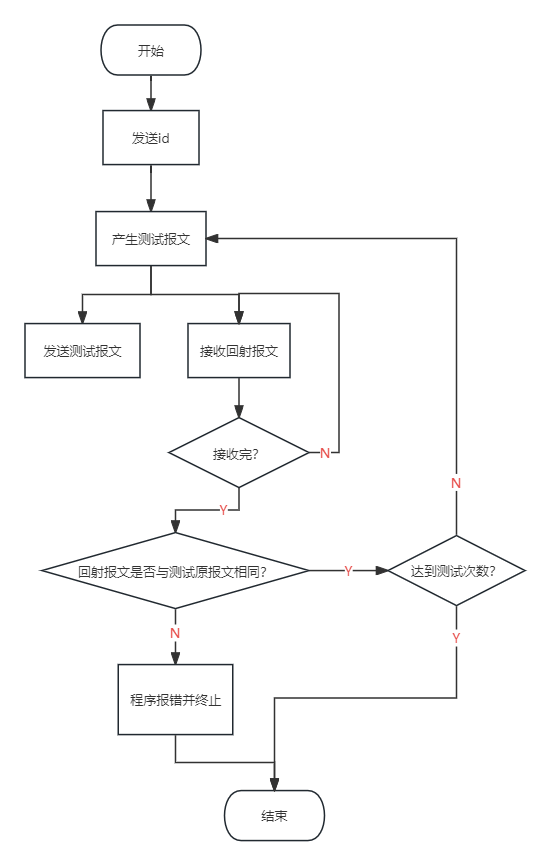 开始
发送id
产生测试报文
发送测试报文
接收回射报文
接收完?
N
Y
N
回射报文是否与测试原报文相同?
Y
达到测试次数?
N
Y
程序报错并终止
结束